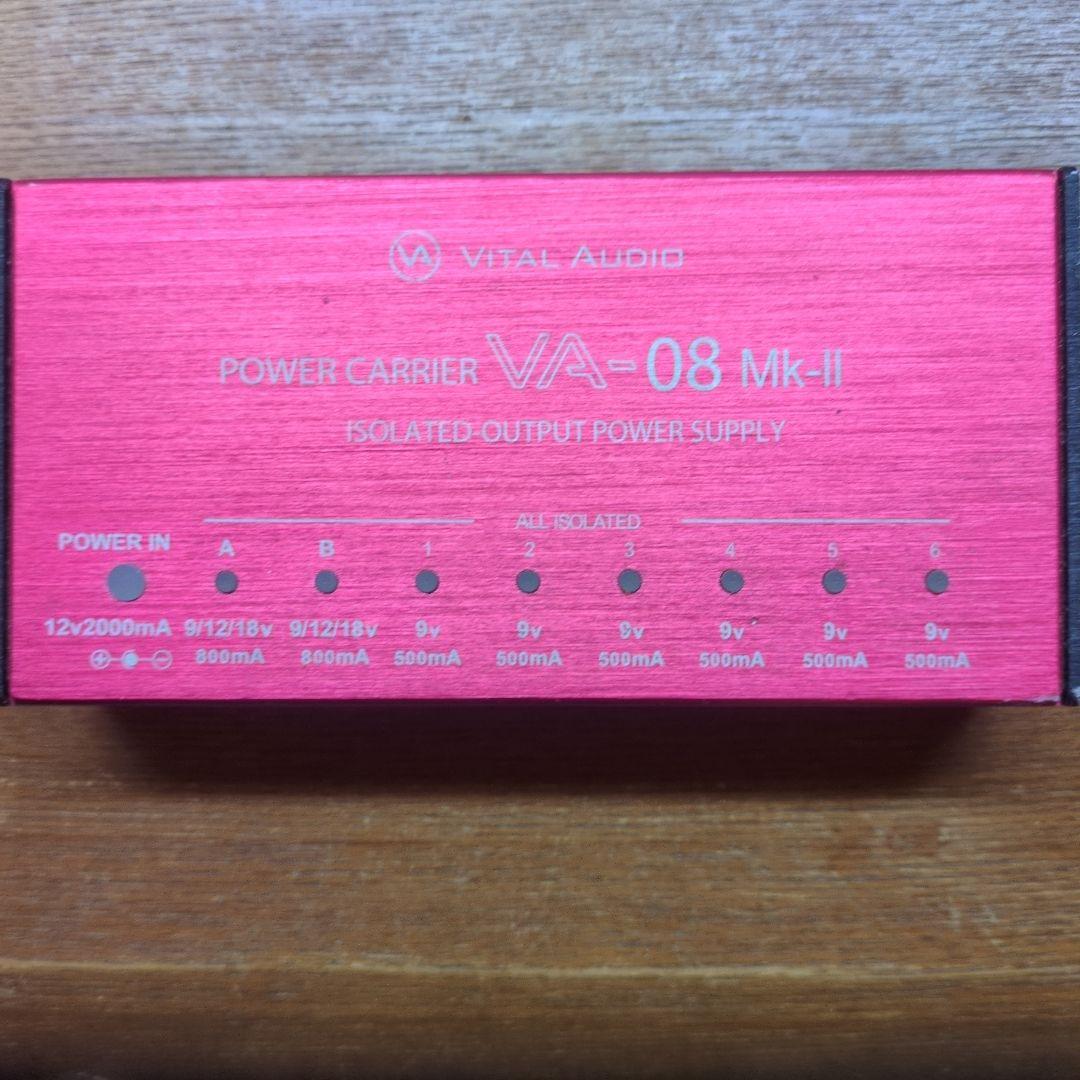 VA VITAL AUDIO
POWER CARRIER VA-08 Mk-II
ISOLATED OUTPUT POWER SUPPLY
ALL ISOLATED
POWER IN A B 1 2 3 4 5 6
12v2000mA 9/12/18v 9/12/18v 9v 9v 9v 9v 9v 9v
800mA 800mA 500mA 500mA 500mA 500mA 500mA 500mA